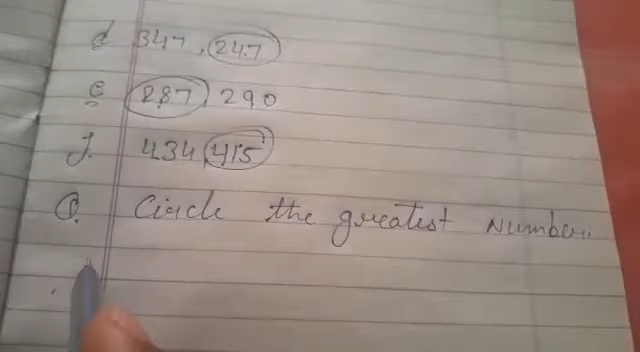 d 347, 247
e 287 290
f. 434 415
Q. Circle the greatest Number.